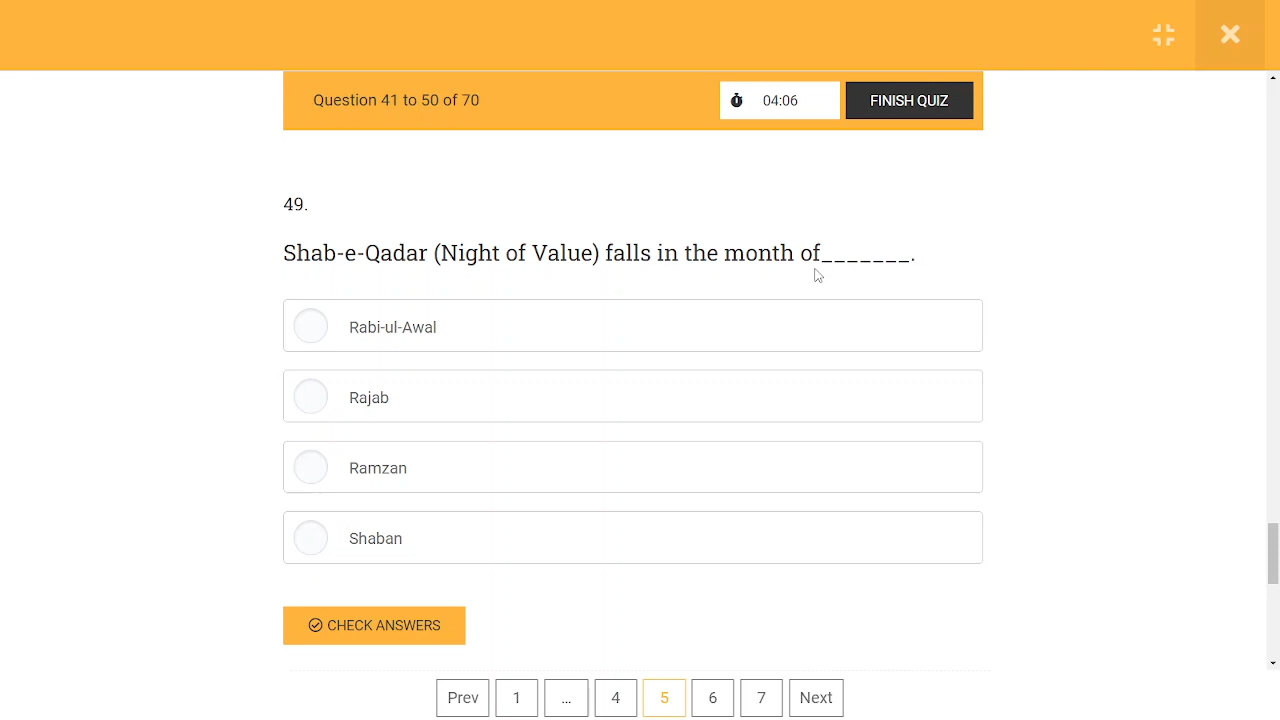 Question 41 to 50 of 70
04:06
FINISH QUIZ
49.
Shab-e-Qadar (Night of Value) falls in the month of_______.
Rabi-ul-Awal
Rajab
Ramzan
Shaban
CHECK ANSWERS
Prev 1 ... 4 5 6 7 Next